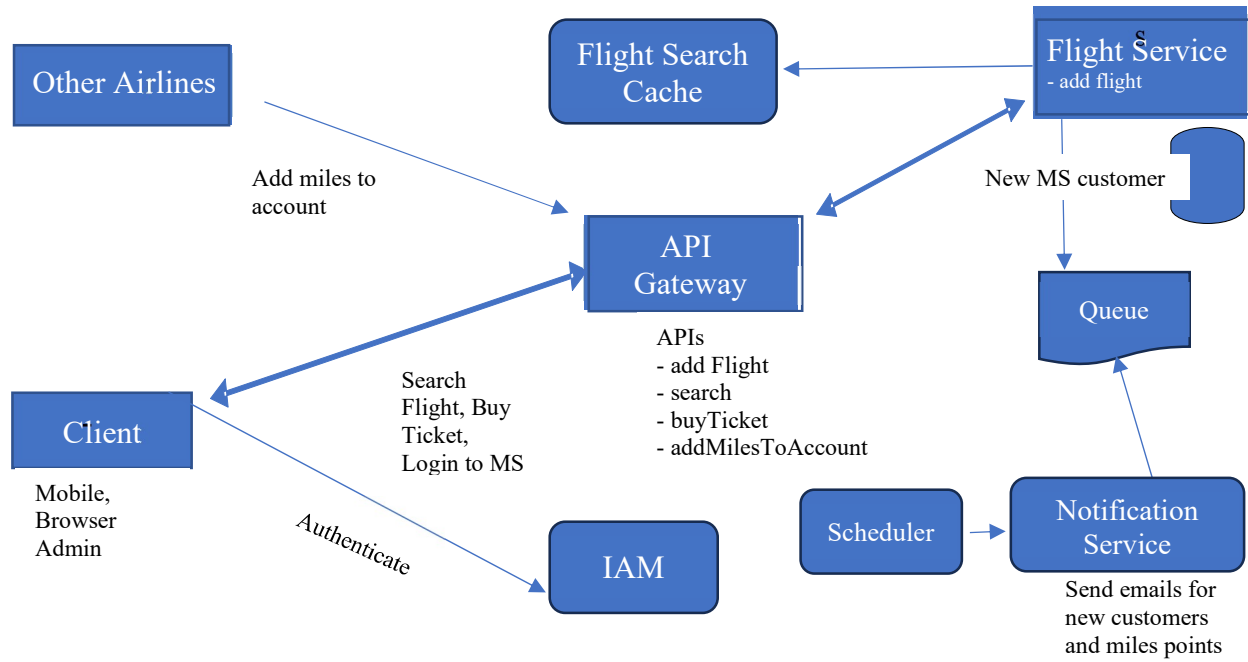 Other Airlines
Flight Search
Cache
Flight Service
s
- add flight
Add miles to
account
New MS customer
API
Gateway
Queue
APIs
- add Flight
- search
- buyTicket
- addMilesToAccount
Search
Flight, Buy
Ticket,
Login to MS
Client
Mobile,
Browser
Admin
Authenticate
IAM
Scheduler
Notification
Service
Send emails for
new customers
and miles points